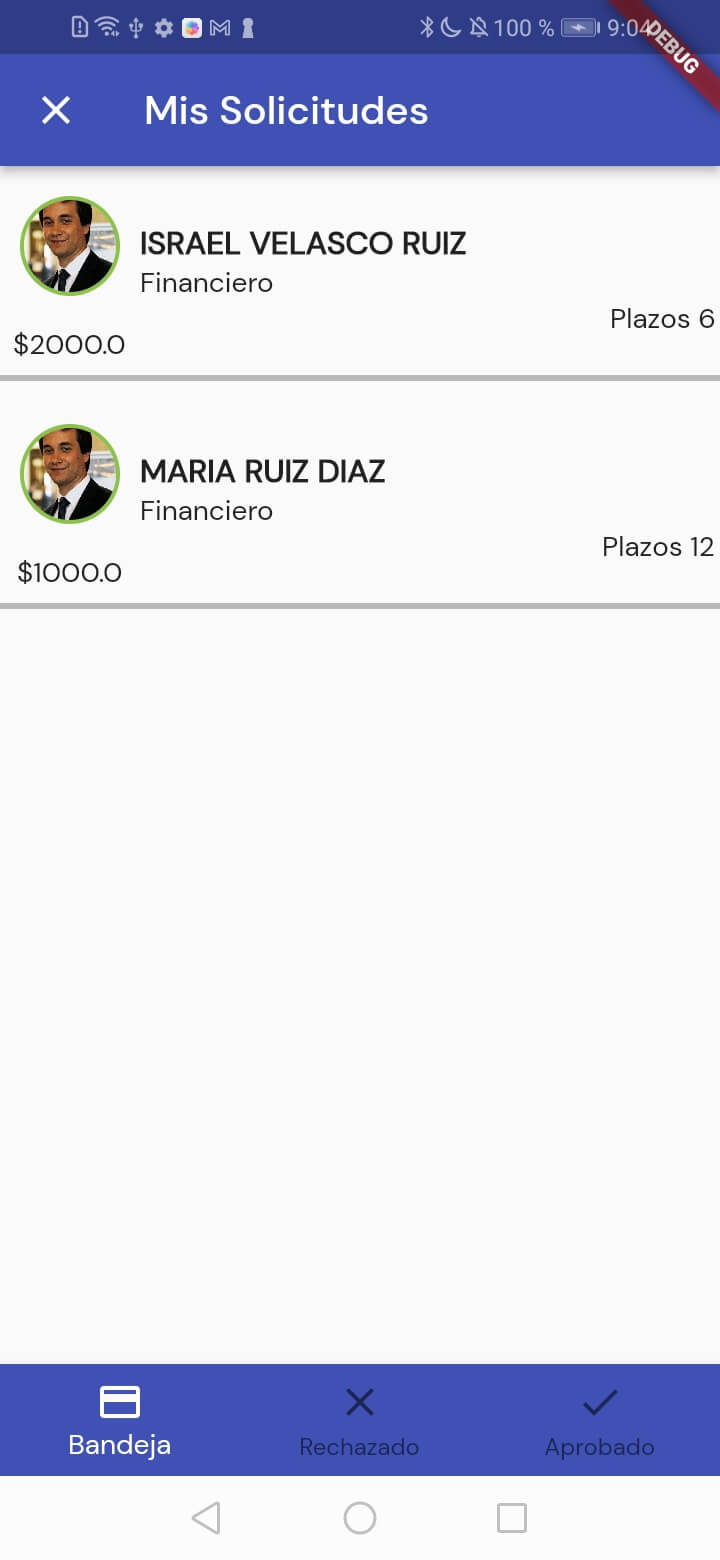 100 % 9:04
DEBUG
Mis Solicitudes
ISRAEL VELASCO RUIZ
Financiero
Plazos 6
$2000.0
MARIA RUIZ DIAZ
Financiero
Plazos 12
$1000.0
Bandeja
Rechazado
Aprobado